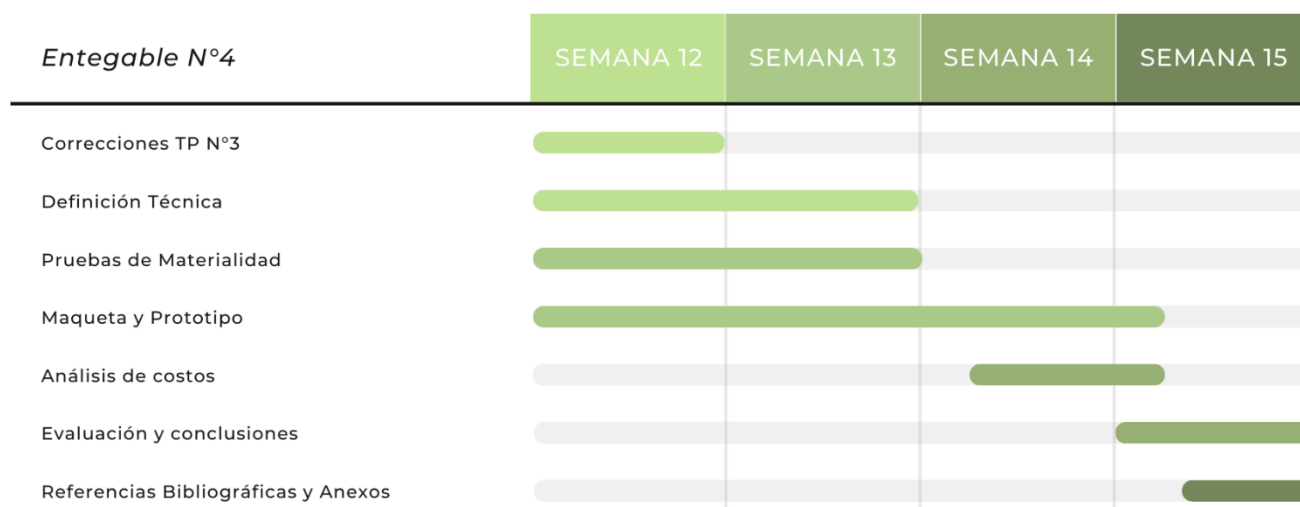 Entegable N°4
SEMANA 12
SEMANA 13
SEMANA 14
SEMANA 15
Correcciones TP N°3
Definición Técnica
Pruebas de Materialidad
Maqueta y Prototipo
Análisis de costos
Evaluación y conclusiones
Referencias Bibliográficas y Anexos